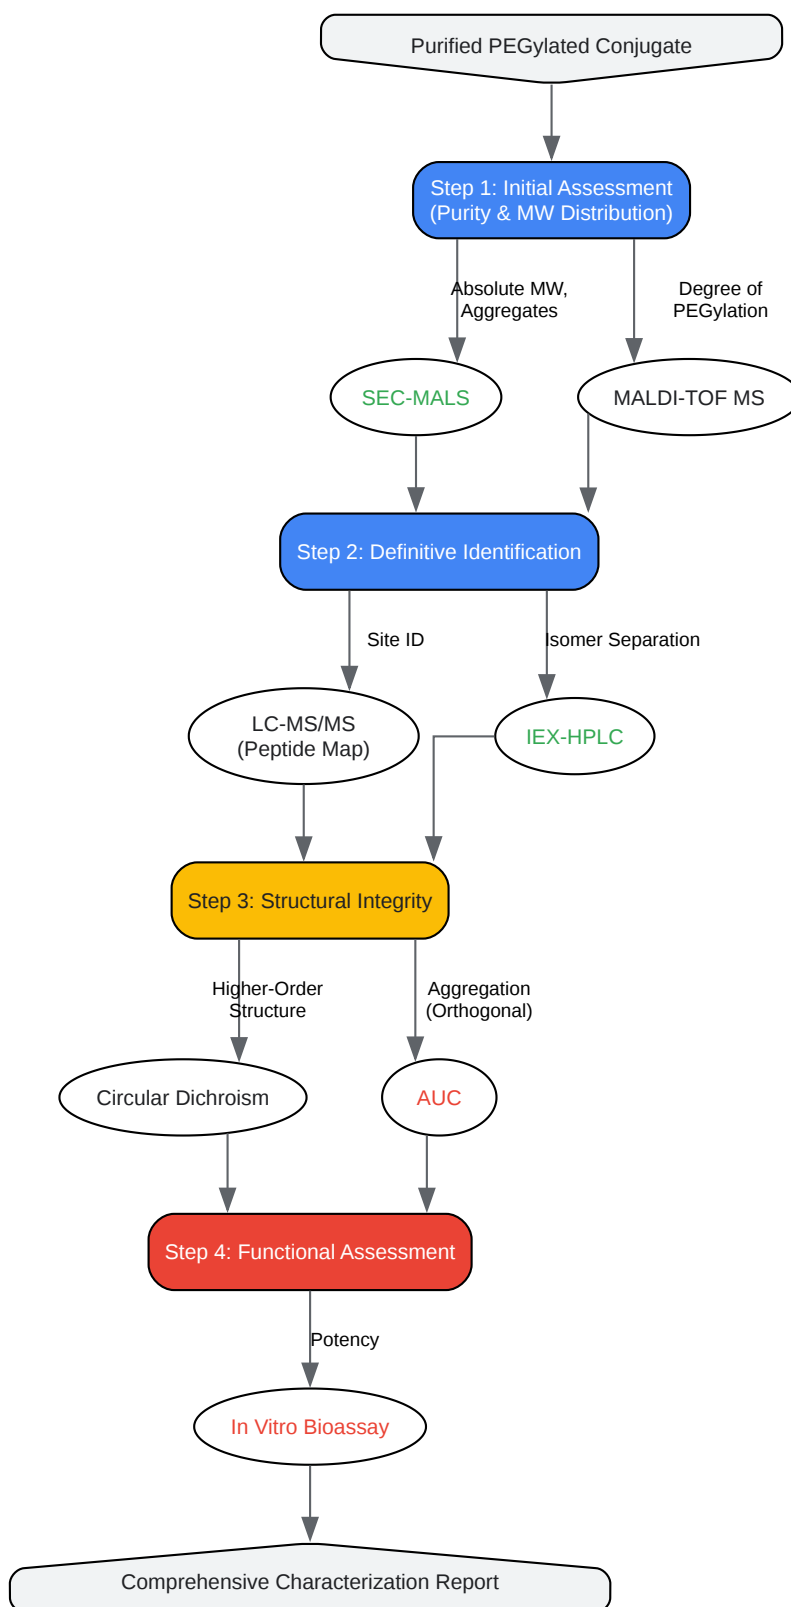 Purified PEGylated Conjugate
Step 1: Initial Assessment
(Purity & MW Distribution)
Absolute MW,
Aggregates
Degree of
PEGylation
SEC-MALS
MALDI-TOF MS
Step 2: Definitive Identification
Site ID
Isomer Separation
LC-MS/MS
(Peptide Map)
IEX-HPLC
Step 3: Structural Integrity
Higher-Order
Structure
Aggregation
(Orthogonal)
Circular Dichroism
AUC
Step 4: Functional Assessment
Potency
In Vitro Bioassay
Comprehensive Characterization Report